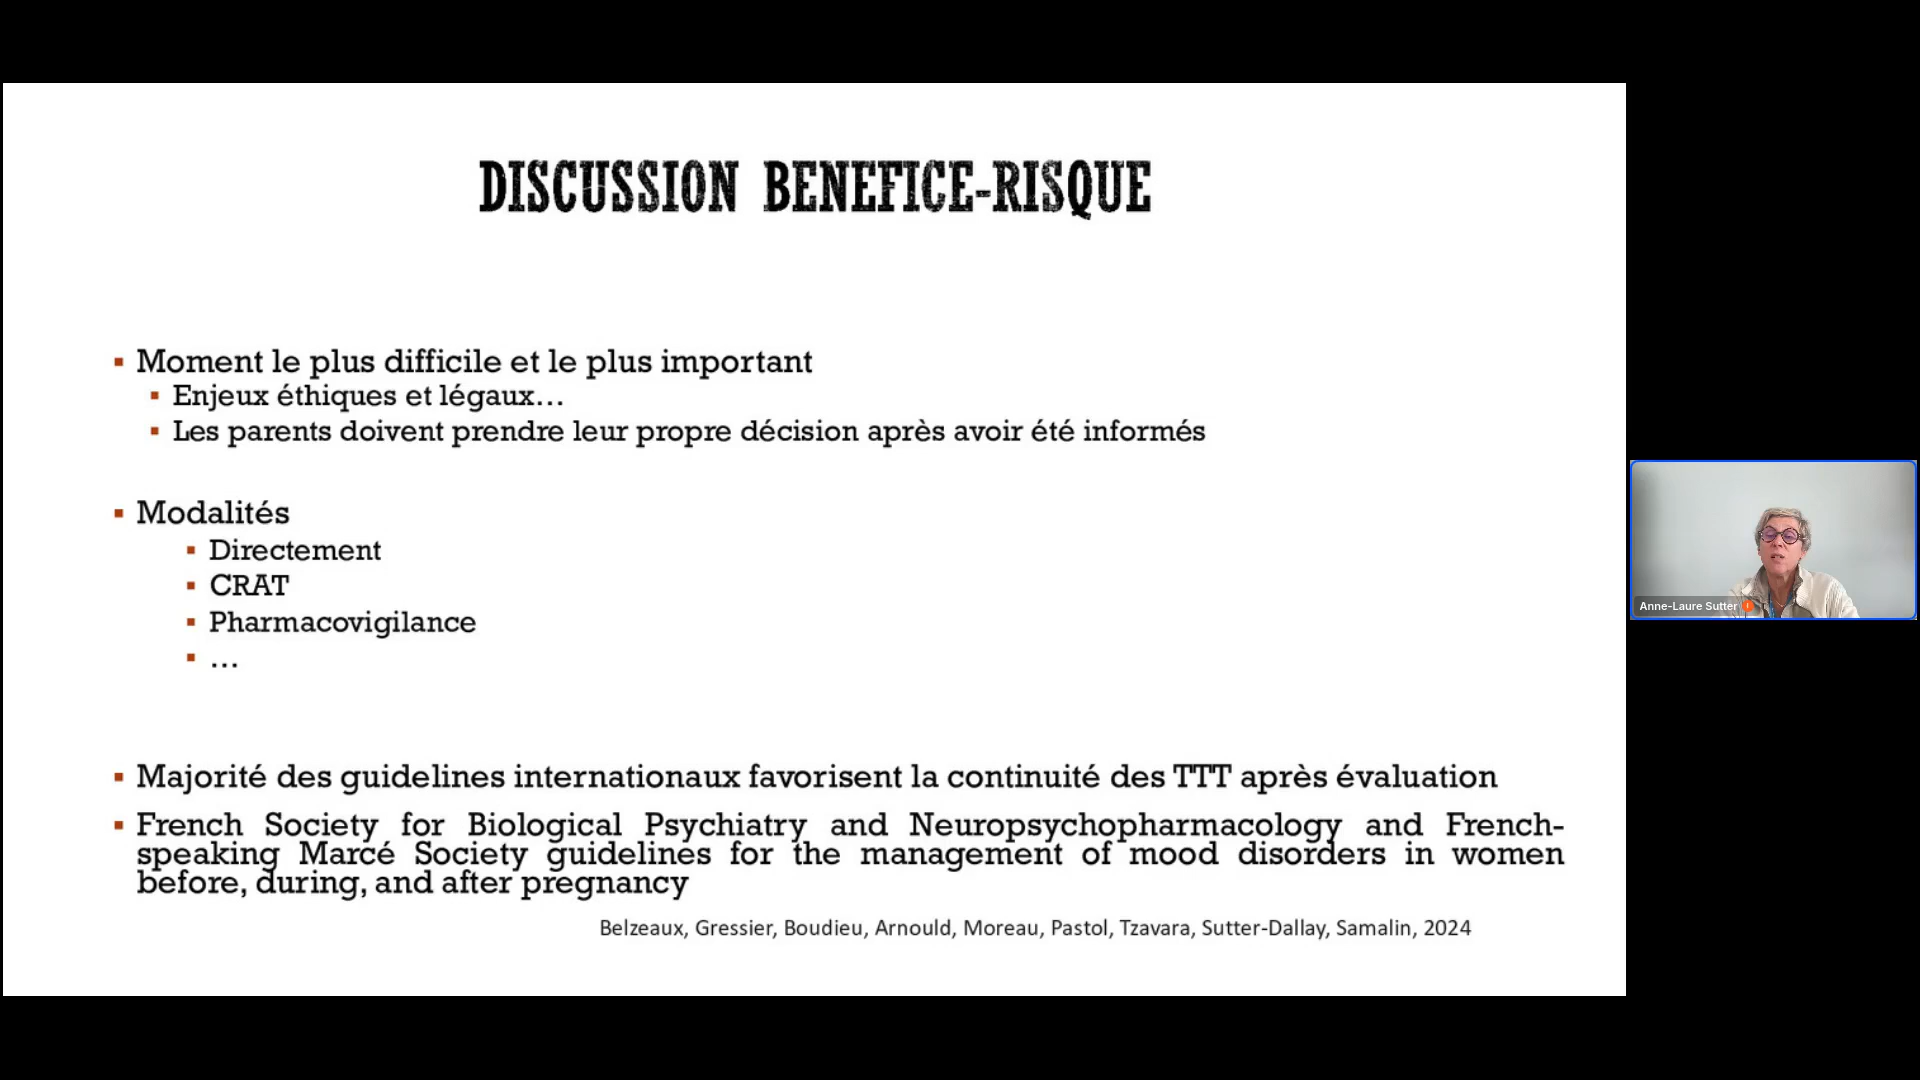 DISCUSSION BENEFICE-RISQUE
Moment le plus difficile et le plus important
Enjeux éthiques et légaux…
Les parents doivent prendre leur propre décision après avoir été informés
Modalités
Directement
CRAT
Pharmacovigilance
…
Majorité des guidelines internationaux favorisent la continuité des TTT après évaluation
French Society for Biological Psychiatry and Neuropsychopharmacology and French-
speaking Marcé Society guidelines for the management of mood disorders in women
before, during, and after pregnancy
Belzeaux, Gressier, Boudieu, Arnould, Moreau, Pastol, Tzavara, Sutter-Dallay, Samalin, 2024
Anne-Laure Sutter